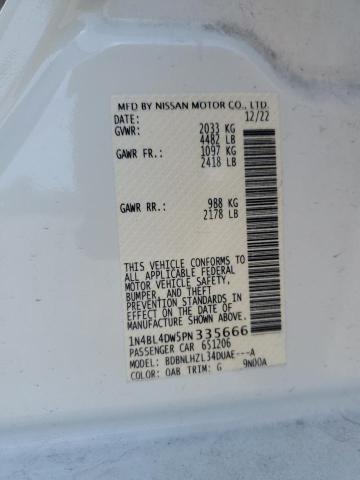 MFD BY NISSAN MOTOR CO., LTD.
DATE: 12/22
GVWR: 2033 KG
4482 LB
GAWR FR.: 1097 KG
2418 LB
GAWR RR.: 988 KG
2178 LB
THIS VEHICLE CONFORMS TO
ALL APPLICABLE FEDERAL
MOTOR VEHICLE SAFETY,
BUMPER, AND THEFT
PREVENTION STANDARDS IN
EFFECT ON THE DATE OF
MANUFACTURE SHOWN ABOVE.
1N4BL4DW5PN335666
PASSENGER CAR 651206
MODEL: BDBNLHZL34DUAE---A
COLOR: QAB TRIM: G 9N00A